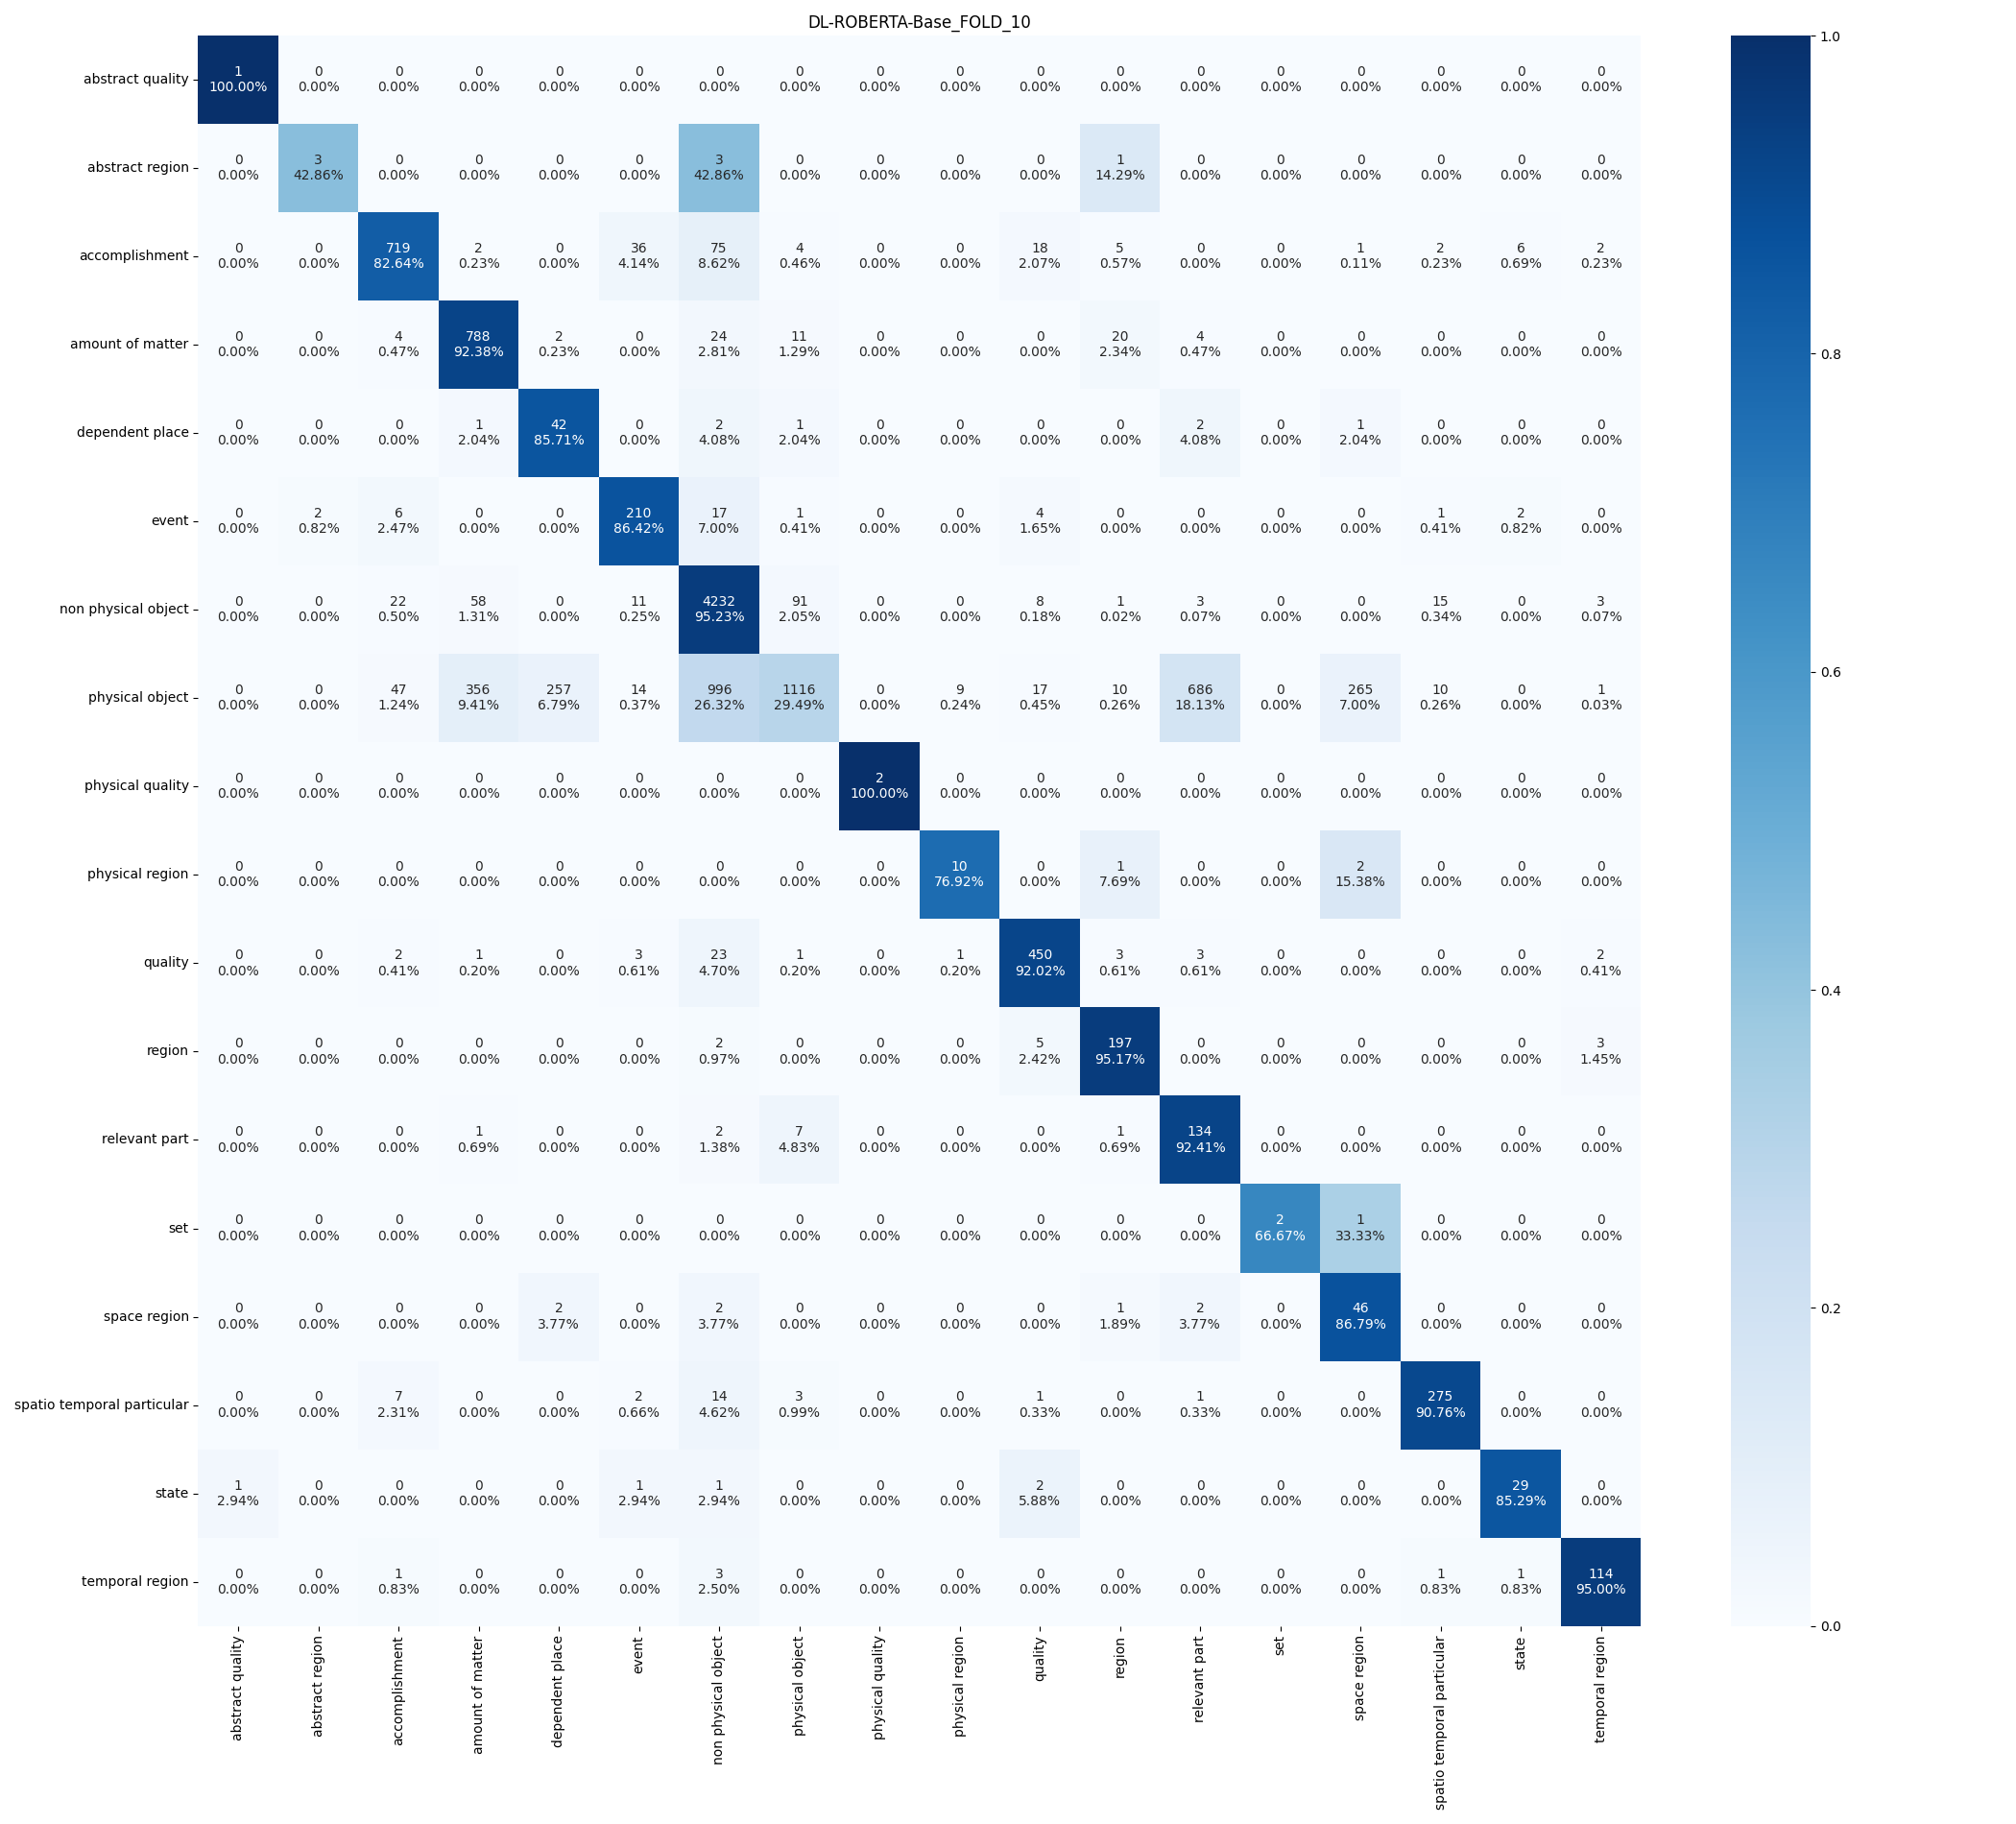 DL-ROBERTA-Base_FOLD_10
abstract quality
1 0 0 0 0 0 0 0 0 0 0 0 0 0 0 0 0 0
100.00% 0.00% 0.00% 0.00% 0.00% 0.00% 0.00% 0.00% 0.00% 0.00% 0.00% 0.00% 0.00% 0.00% 0.00% 0.00% 0.00% 0.00%
abstract region
0 3 0 0 0 0 3 0 0 0 0 1 0 0 0 0 0 0
0.00% 42.86% 0.00% 0.00% 0.00% 0.00% 42.86% 0.00% 0.00% 0.00% 0.00% 14.29% 0.00% 0.00% 0.00% 0.00% 0.00% 0.00%
accomplishment
0 0 719 2 0 36 75 4 0 0 18 5 0 0 1 2 6 2
0.00% 0.00% 82.64% 0.23% 0.00% 4.14% 8.62% 0.46% 0.00% 0.00% 2.07% 0.57% 0.00% 0.00% 0.11% 0.23% 0.69% 0.23%
amount of matter
0 0 4 788 2 0 24 11 0 0 0 20 4 0 0 0 0 0
0.00% 0.00% 0.47% 92.38% 0.23% 0.00% 2.81% 1.29% 0.00% 0.00% 0.00% 2.34% 0.47% 0.00% 0.00% 0.00% 0.00% 0.00%
dependent place
0 0 0 1 42 0 2 1 0 0 0 0 2 0 1 0 0 0
0.00% 0.00% 0.00% 2.04% 85.71% 0.00% 4.08% 2.04% 0.00% 0.00% 0.00% 0.00% 4.08% 0.00% 2.04% 0.00% 0.00% 0.00%
event
0 2 6 0 0 210 17 1 0 0 4 0 0 0 0 1 2 0
0.00% 0.82% 2.47% 0.00% 0.00% 86.42% 7.00% 0.41% 0.00% 0.00% 1.65% 0.00% 0.00% 0.00% 0.00% 0.41% 0.82% 0.00%
non physical object
0 0 22 58 0 11 4232 91 0 0 8 1 3 0 0 15 0 3
0.00% 0.00% 0.50% 1.31% 0.00% 0.25% 95.23% 2.05% 0.00% 0.00% 0.18% 0.02% 0.07% 0.00% 0.00% 0.34% 0.00% 0.07%
physical object
0 0 47 356 257 14 996 1116 0 9 17 10 686 0 265 10 0 1
0.00% 0.00% 1.24% 9.41% 6.79% 0.37% 26.32% 29.49% 0.00% 0.24% 0.45% 0.26% 18.13% 0.00% 7.00% 0.26% 0.00% 0.03%
physical quality
0 0 0 0 0 0 0 0 2 0 0 0 0 0 0 0 0 0
0.00% 0.00% 0.00% 0.00% 0.00% 0.00% 0.00% 0.00% 100.00% 0.00% 0.00% 0.00% 0.00% 0.00% 0.00% 0.00% 0.00% 0.00%
physical region
0 0 0 0 0 0 0 0 0 10 0 1 0 0 2 0 0 0
0.00% 0.00% 0.00% 0.00% 0.00% 0.00% 0.00% 0.00% 0.00% 76.92% 0.00% 7.69% 0.00% 0.00% 15.38% 0.00% 0.00% 0.00%
quality
0 0 2 1 0 3 23 1 0 1 450 3 3 0 0 0 0 2
0.00% 0.00% 0.41% 0.20% 0.00% 0.61% 4.70% 0.20% 0.00% 0.20% 92.02% 0.61% 0.61% 0.00% 0.00% 0.00% 0.00% 0.41%
region
0 0 0 0 0 0 2 0 0 0 5 197 0 0 0 0 0 3
0.00% 0.00% 0.00% 0.00% 0.00% 0.00% 0.97% 0.00% 0.00% 0.00% 2.42% 95.17% 0.00% 0.00% 0.00% 0.00% 0.00% 1.45%
relevant part
0 0 0 1 0 0 2 7 0 0 0 1 134 0 0 0 0 0
0.00% 0.00% 0.00% 0.69% 0.00% 0.00% 1.38% 4.83% 0.00% 0.00% 0.00% 0.69% 92.41% 0.00% 0.00% 0.00% 0.00% 0.00%
set
0 0 0 0 0 0 0 0 0 0 0 0 0 2 1 0 0 0
0.00% 0.00% 0.00% 0.00% 0.00% 0.00% 0.00% 0.00% 0.00% 0.00% 0.00% 0.00% 0.00% 66.67% 33.33% 0.00% 0.00% 0.00%
space region
0 0 0 0 2 0 2 0 0 0 0 1 2 0 46 0 0 0
0.00% 0.00% 0.00% 0.00% 3.77% 0.00% 3.77% 0.00% 0.00% 0.00% 0.00% 1.89% 3.77% 0.00% 86.79% 0.00% 0.00% 0.00%
spatio temporal particular
0 0 7 0 0 2 14 3 0 0 1 0 1 0 0 275 0 0
0.00% 0.00% 2.31% 0.00% 0.00% 0.66% 4.62% 0.99% 0.00% 0.00% 0.33% 0.00% 0.33% 0.00% 0.00% 90.76% 0.00% 0.00%
state
1 0 0 0 0 1 1 0 0 0 2 0 0 0 0 0 29 0
2.94% 0.00% 0.00% 0.00% 0.00% 2.94% 2.94% 0.00% 0.00% 0.00% 5.88% 0.00% 0.00% 0.00% 0.00% 0.00% 85.29% 0.00%
temporal region
0 0 1 0 0 0 3 0 0 0 0 0 0 0 0 1 1 114
0.00% 0.00% 0.83% 0.00% 0.00% 0.00% 2.50% 0.00% 0.00% 0.00% 0.00% 0.00% 0.00% 0.00% 0.00% 0.83% 0.83% 95.00%
abstract quality
abstract region
accomplishment
amount of matter
dependent place
event
non physical object
physical object
physical quality
physical region
quality
region
relevant part
set
space region
spatio temporal particular
state
temporal region
1.0
0.8
0.6
0.4
0.2
0.0